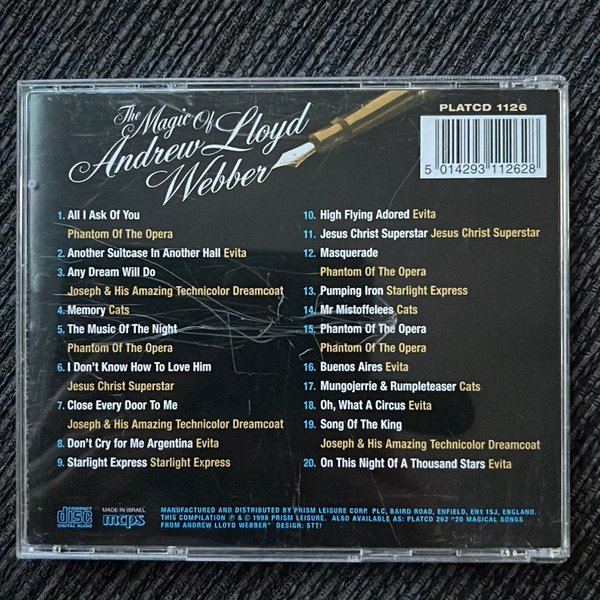 The Magic Of
Andrew Lloyd
Webber
PLATCD 1126
5 014293 112628
1. All I Ask Of You
Phantom Of The Opera
2. Another Suitcase In Another Hall Evita
3. Any Dream Will Do
Joseph & His Amazing Technicolor Dreamcoat
4. Memory Cats
5. The Music Of The Night
Phantom Of The Opera
6. I Don't Know How To Love Him
Jesus Christ Superstar
7. Close Every Door To Me
Joseph & His Amazing Technicolor Dreamcoat
8. Don't Cry for Me Argentina Evita
9. Starlight Express Starlight Express
10. High Flying Adored Evita
11. Jesus Christ Superstar Jesus Christ Superstar
12. Masquerade
Phantom Of The Opera
13. Pumping Iron Starlight Express
14. Mr Mistoffelees Cats
15. Phantom Of The Opera
Phantom Of The Opera
16. Buenos Aires Evita
17. Mungojerrie & Rumpleteaser Cats
18. Oh, What A Circus Evita
19. Song Of The King
Joseph & His Amazing Technicolor Dreamcoat
20. On This Night Of A Thousand Stars Evita
COMPACT
disc
DIGITAL AUDIO
MADE IN ISRAEL
mcps
MANUFACTURED AND DISTRIBUTED BY PRISM LEISURE CORP. PLC, BAIRD ROAD, ENFIELD, EN1 1SJ, ENGLAND.
THIS COMPILATION ℗ & © 1998 PRISM LEISURE. ALSO AVAILABLE AS: PLATCD 262 "20 MAGICAL SONGS
FROM ANDREW LLOYD WEBBER" DESIGN: STT!